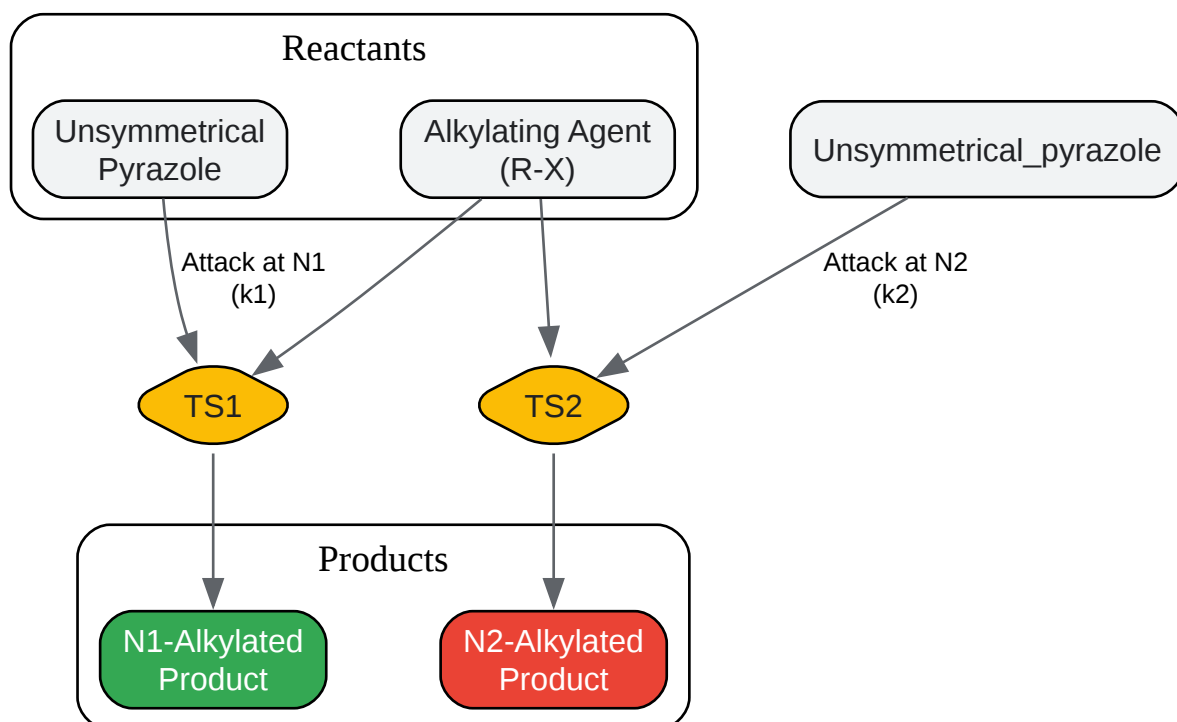 Reactants
Unsymmetrical
Pyrazole
Alkylating Agent
(R-X)
Unsymmetrical_pyrazole
Attack at N1
(k1)
Attack at N2
(k2)
TS1
TS2
Products
N1-Alkylated
Product
N2-Alkylated
Product